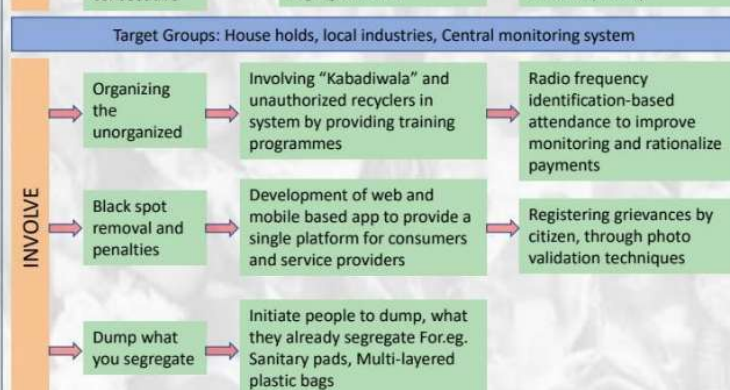 Target Groups: House holds, local industries, Central monitoring system
INVOLVE
Organizing
the
unorganized
Involving “Kabadiwala” and
unauthorized recyclers in
system by providing training
programmes
Radio frequency
identification-based
attendance to improve
monitoring and rationalize
payments
Black spot
removal and
penalties
Development of web and
mobile based app to provide a
single platform for consumers
and service providers
Registering grievances by
citizen, through photo
validation techniques
Dump what
you segregate
Initiate people to dump, what
they already segregate For.eg.
Sanitary pads, Multi-layered
plastic bags